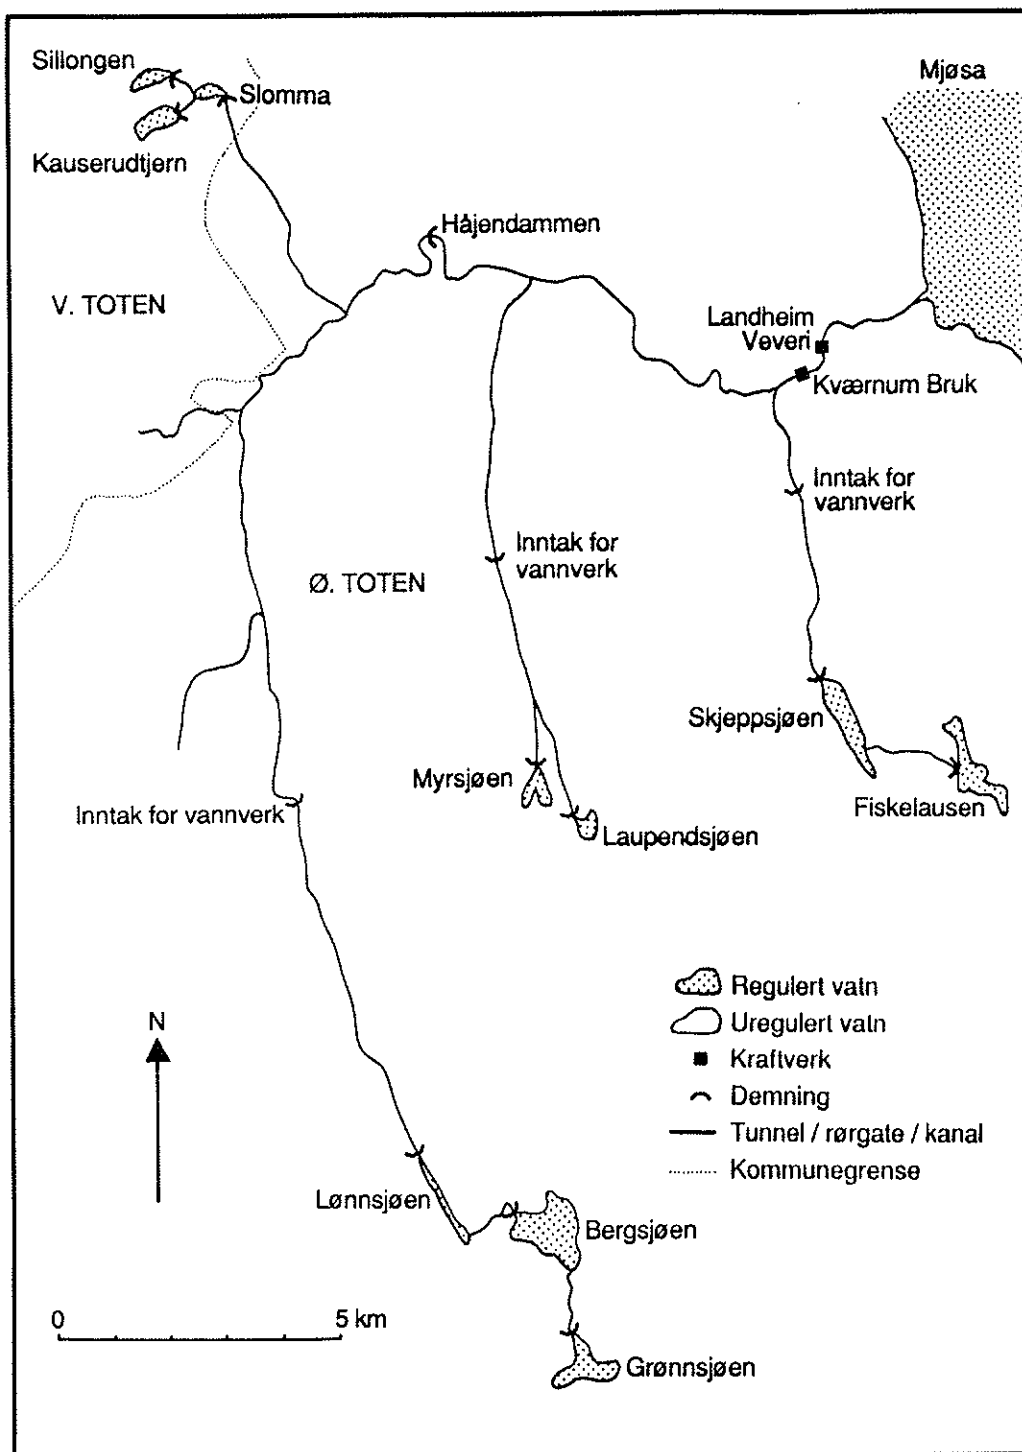 Sillongen
Slomma
Kauserudtjern
Mjøsa
Håjendammen
V. TOTEN
Landheim
Veveri
Kværnum Bruk
Inntak for
vannverk
Inntak for
vannverk
Ø. TOTEN
Skjeppsjøen
Myrsjøen
Fiskelausen
Inntak for vannverk
Laupendsjøen
Regulert vatn
Uregulert vatn
Kraftverk
Demning
Tunnel / rørgate / kanal
Kommunegrense
N
Lønnsjøen
Bergsjøen
0 5 km
Grønnsjøen